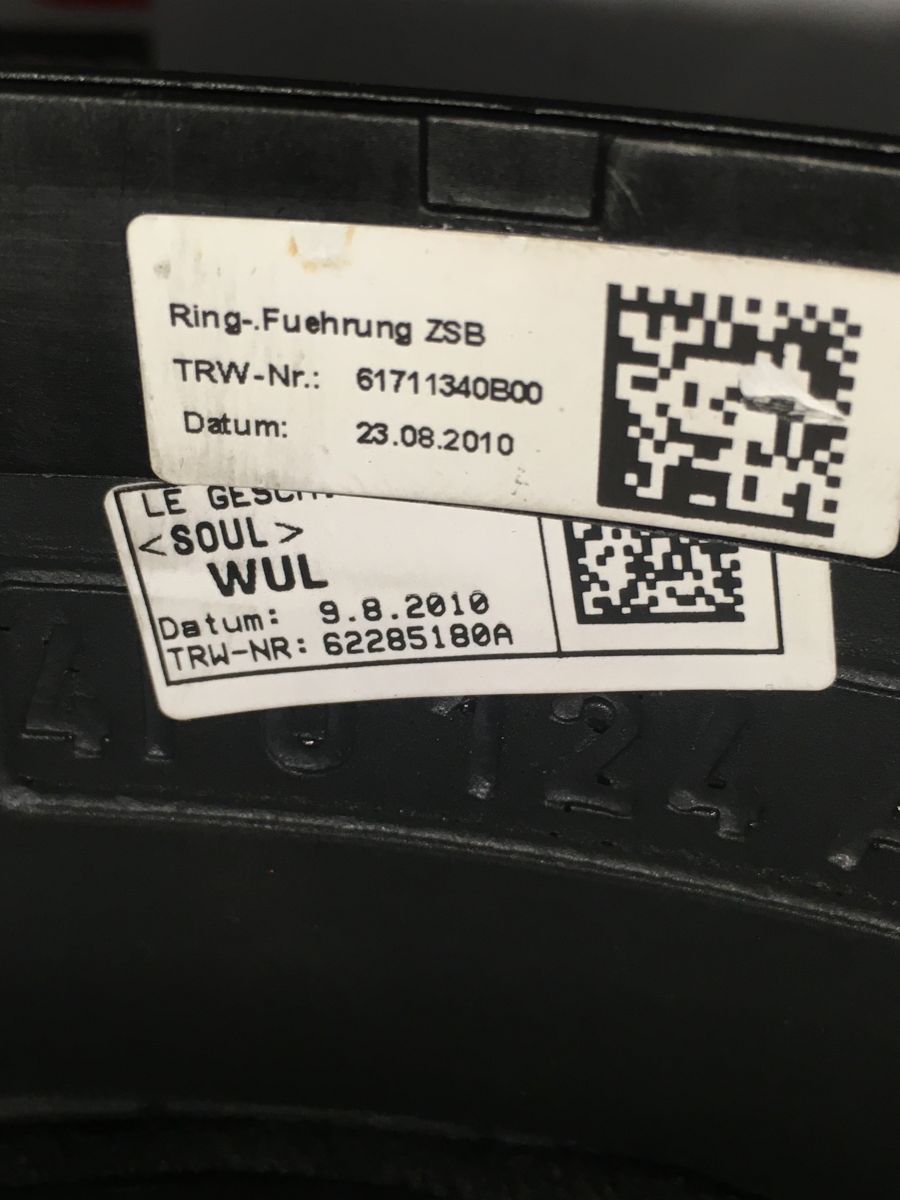 Ring-.Fuehrung ZSB
TRW-Nr.: 61711340B00
Datum: 23.08.2010
LE
<SOUL>
WUL
Datum: 9.8.2010
TRW-NR: 62285180A